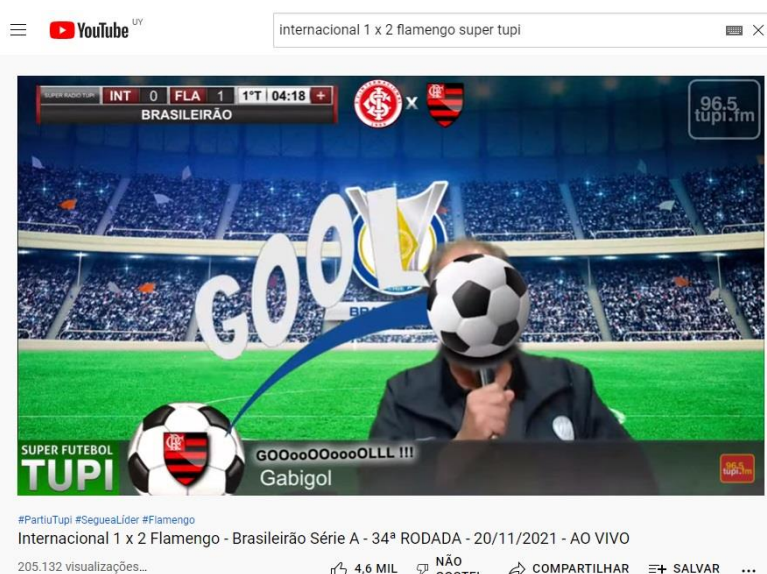 YouTube UY
internacional 1 x 2 flamengo super tupi
SUPER RADIO TUPI INT 0 FLA 1 1ºT 04:18 +
BRASILEIRÃO
X
96.5
tupi.fm
GOOL
SUPER FUTEBOL
TUPI
GOOooOOoooOLLL !!!
Gabigol
96.5
tupi.fm
#PartiuTupi #SegueaLíder #Flamengo
Internacional 1 x 2 Flamengo - Brasileirão Série A - 34ª RODADA - 20/11/2021 - AO VIVO
205.132 visualizações...
4,6 MIL
NÃO
COMPARTILHAR
SALVAR